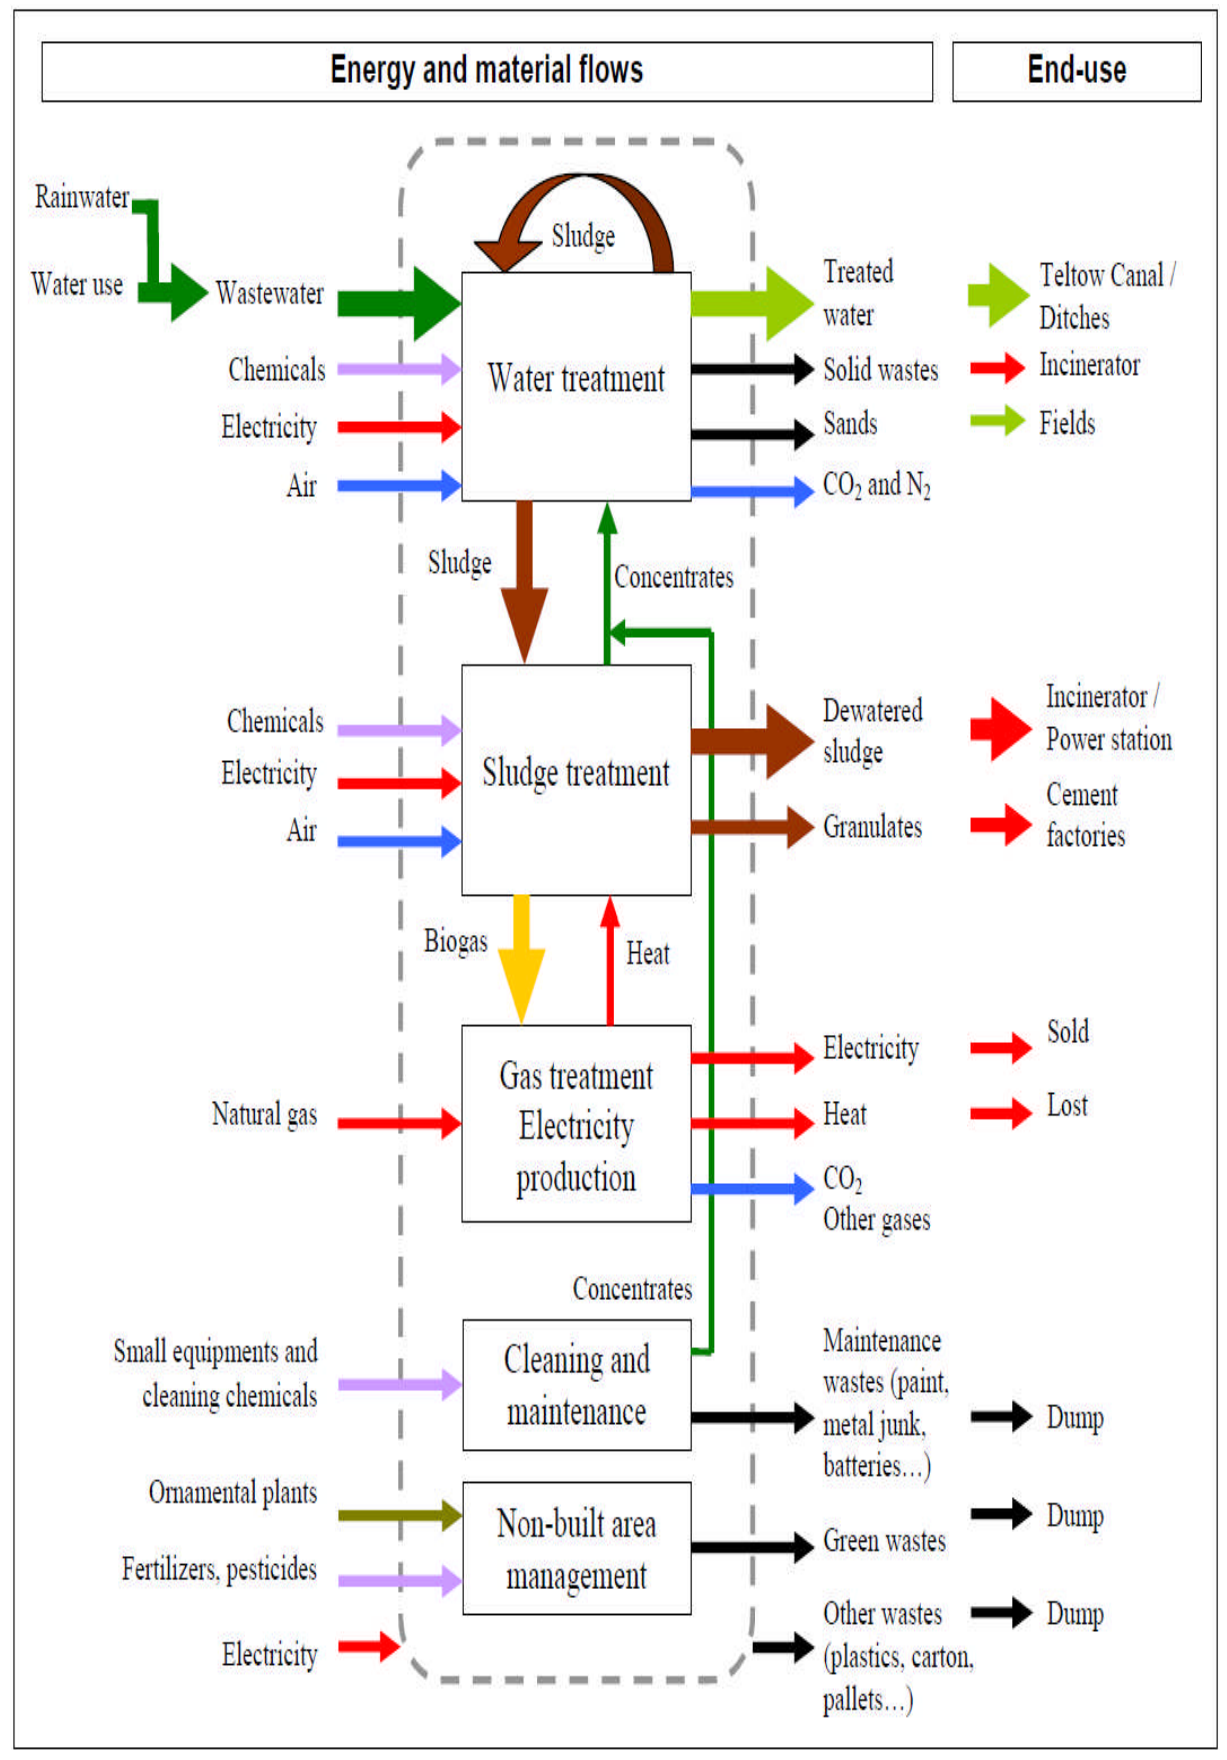 Energy and material flows
End-use
Rainwater
Water use
Wastewater
Chemicals
Electricity
Air
Sludge
Water treatment
Treated
water
Solid wastes
Sands
CO₂ and N₂
Teltow Canal /
Ditches
Incinerator
Fields
Sludge
Concentrates
Chemicals
Electricity
Air
Sludge treatment
Dewatered
sludge
Granulates
Incinerator /
Power station
Cement
factories
Biogas
Heat
Natural gas
Gas treatment
Electricity
production
Electricity
Heat
CO₂
Other gases
Sold
Lost
Concentrates
Small equipments and
cleaning chemicals
Cleaning and
maintenance
Maintenance
wastes (paint,
metal junk,
batteries…)
Dump
Ornamental plants
Fertilizers, pesticides
Non-built area
management
Green wastes
Dump
Electricity
Other wastes
(plastics, carton,
pallets…)
Dump